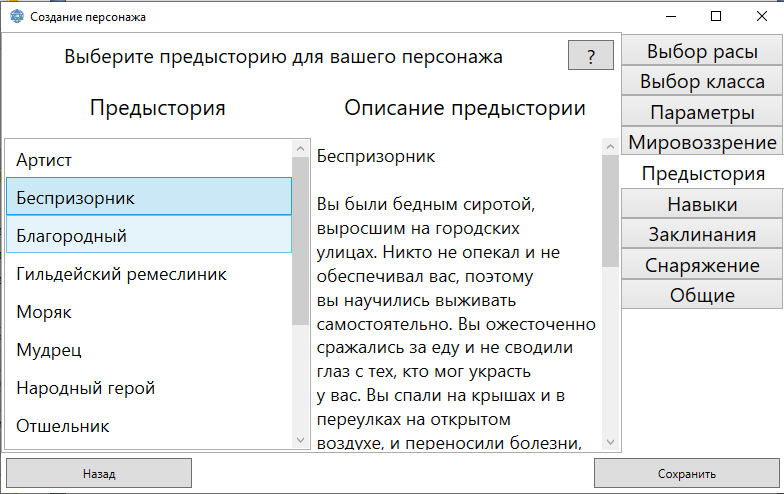 Создание персонажа
Выберите предысторию для вашего персонажа
?
Предыстория
Артист
Беспризорник
Благородный
Гильдейский ремеслиник
Моряк
Мудрец
Народный герой
Отшельник
Описание предыстории
Беспризорник
Вы были бедным сиротой,
выросшим на городских
улицах. Никто не опекал и не
обеспечивал вас, поэтому
вы научились выживать
самостоятельно. Вы ожесточенно
сражались за еду и не сводили
глаз с тех, кто мог украсть
у вас. Вы спали на крышах и в
переулках на открытом
воздухе, и переносили болезни,
Выбор расы
Выбор класса
Параметры
Мировоззрение
Предыстория
Навыки
Заклинания
Снаряжение
Общие
Назад
Сохранить